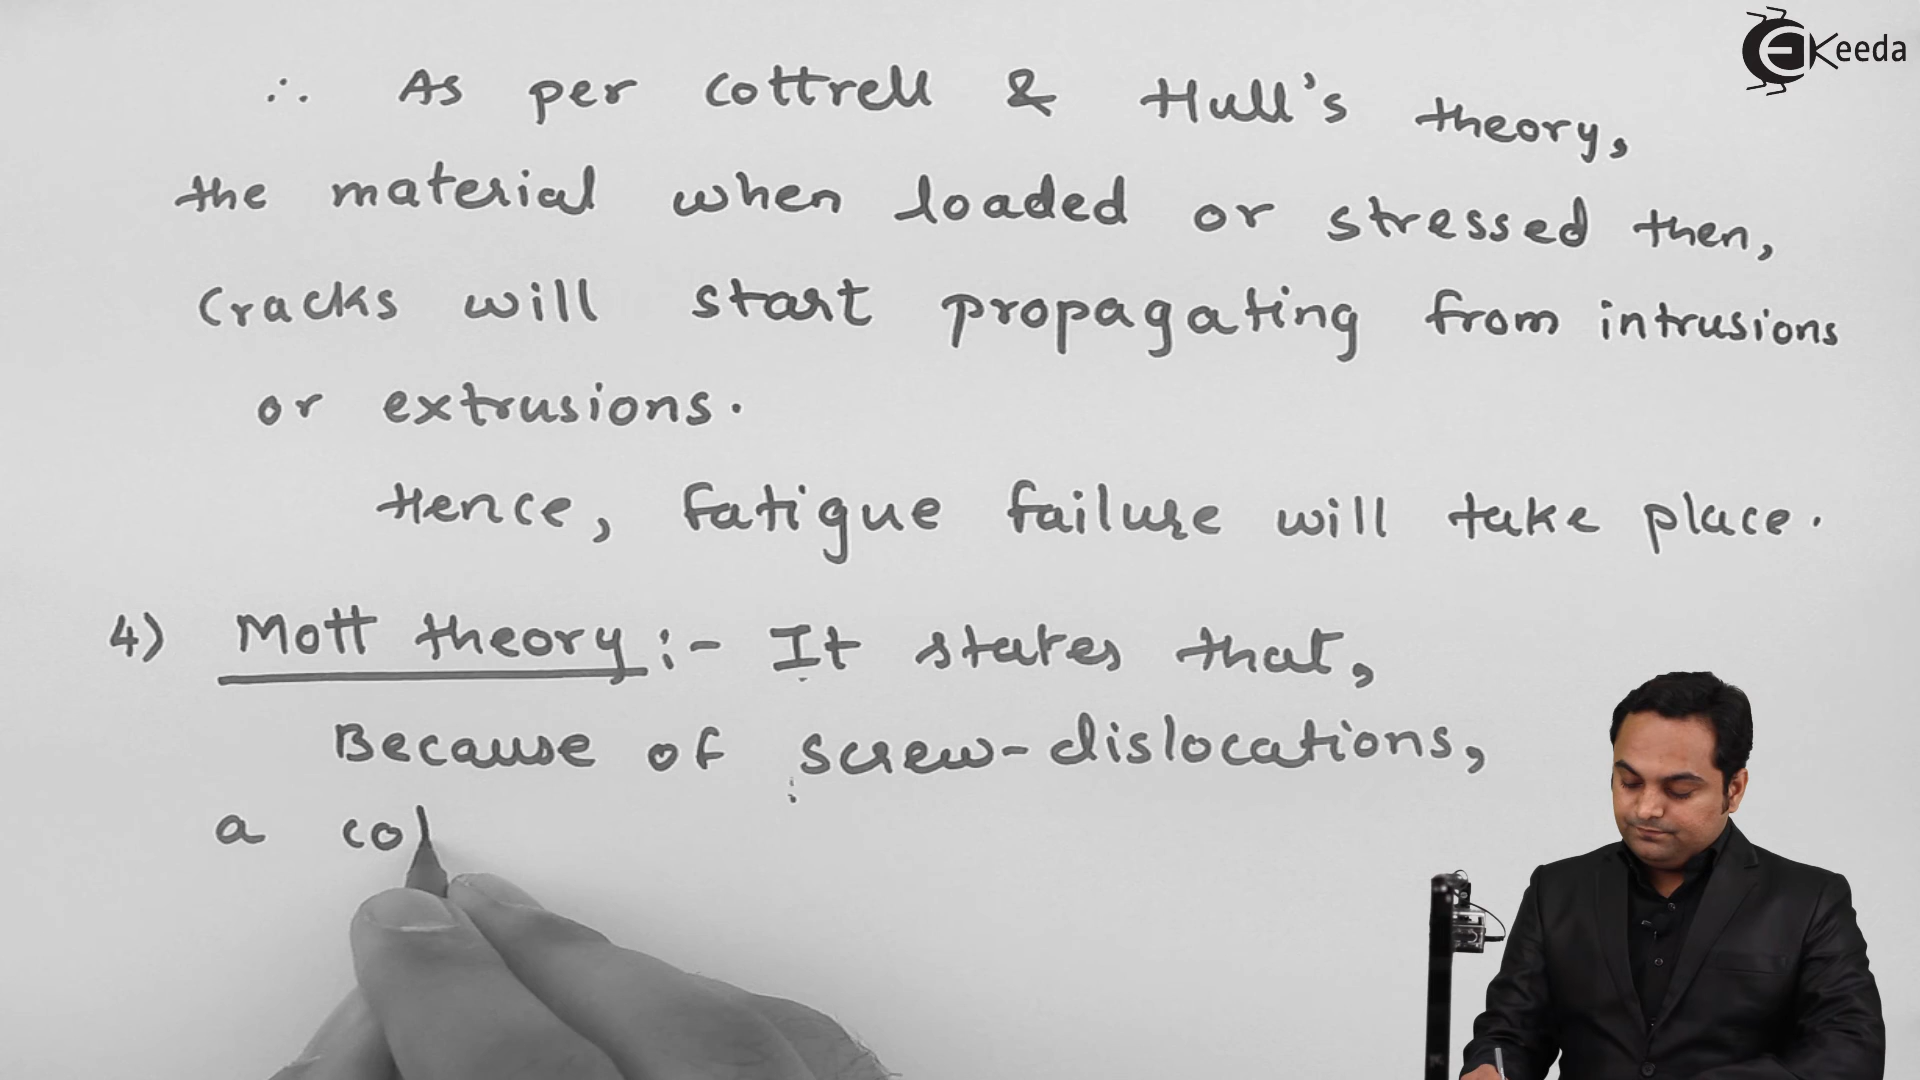 EKeeda
∴ As per Cottrell & Hull's theory,
the material when loaded or stressed then,
Cracks will start propagating from intrusions
or extrusions.
Hence, fatigue failure will take place.
4) Mott theory :- It states that,
Because of screw-dislocations,
a col